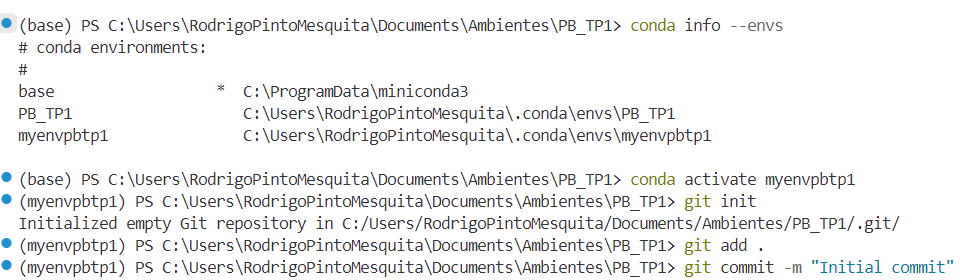 (base) PS C:\Users\RodrigoPintoMesquita\Documents\Ambientes\PB_TP1> conda info --envs
# conda environments:
#
base                  *  C:\ProgramData\miniconda3
PB_TP1                   C:\Users\RodrigoPintoMesquita\.conda\envs\PB_TP1
myenvpbtp1               C:\Users\RodrigoPintoMesquita\.conda\envs\myenvpbtp1
(base) PS C:\Users\RodrigoPintoMesquita\Documents\Ambientes\PB_TP1> conda activate myenvpbtp1
(myenvpbtp1) PS C:\Users\RodrigoPintoMesquita\Documents\Ambientes\PB_TP1> git init
Initialized empty Git repository in C:/Users/RodrigoPintoMesquita/Documents/Ambientes/PB_TP1/.git/
(myenvpbtp1) PS C:\Users\RodrigoPintoMesquita\Documents\Ambientes\PB_TP1> git add .
(myenvpbtp1) PS C:\Users\RodrigoPintoMesquita\Documents\Ambientes\PB_TP1> git commit -m "Initial commit"